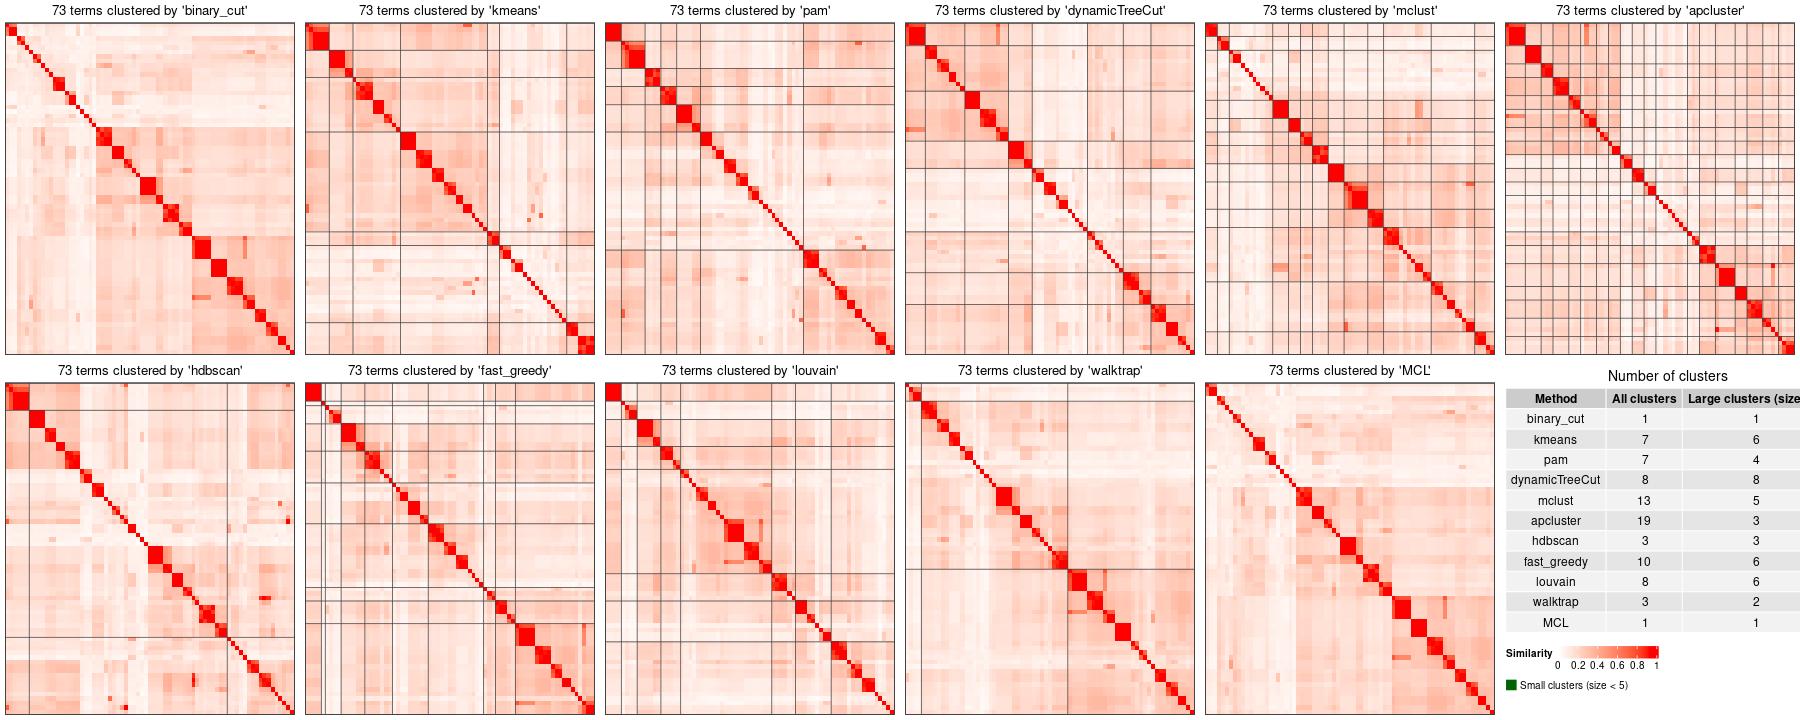 73 terms clustered by 'binary_cut'
73 terms clustered by 'kmeans'
73 terms clustered by 'pam'
73 terms clustered by 'dynamicTreeCut'
73 terms clustered by 'mclust'
73 terms clustered by 'apcluster'
73 terms clustered by 'hdbscan'
73 terms clustered by 'fast_greedy'
73 terms clustered by 'louvain'
73 terms clustered by 'walktrap'
73 terms clustered by 'MCL'
Number of clusters
Method All clusters Large clusters (size
binary_cut 1 1
kmeans 7 6
pam 7 4
dynamicTreeCut 8 8
mclust 13 5
apcluster 19 3
hdbscan 3 3
fast_greedy 10 6
louvain 8 6
walktrap 3 2
MCL 1 1
Similarity
0 0.2 0.4 0.6 0.8 1
Small clusters (size < 5)